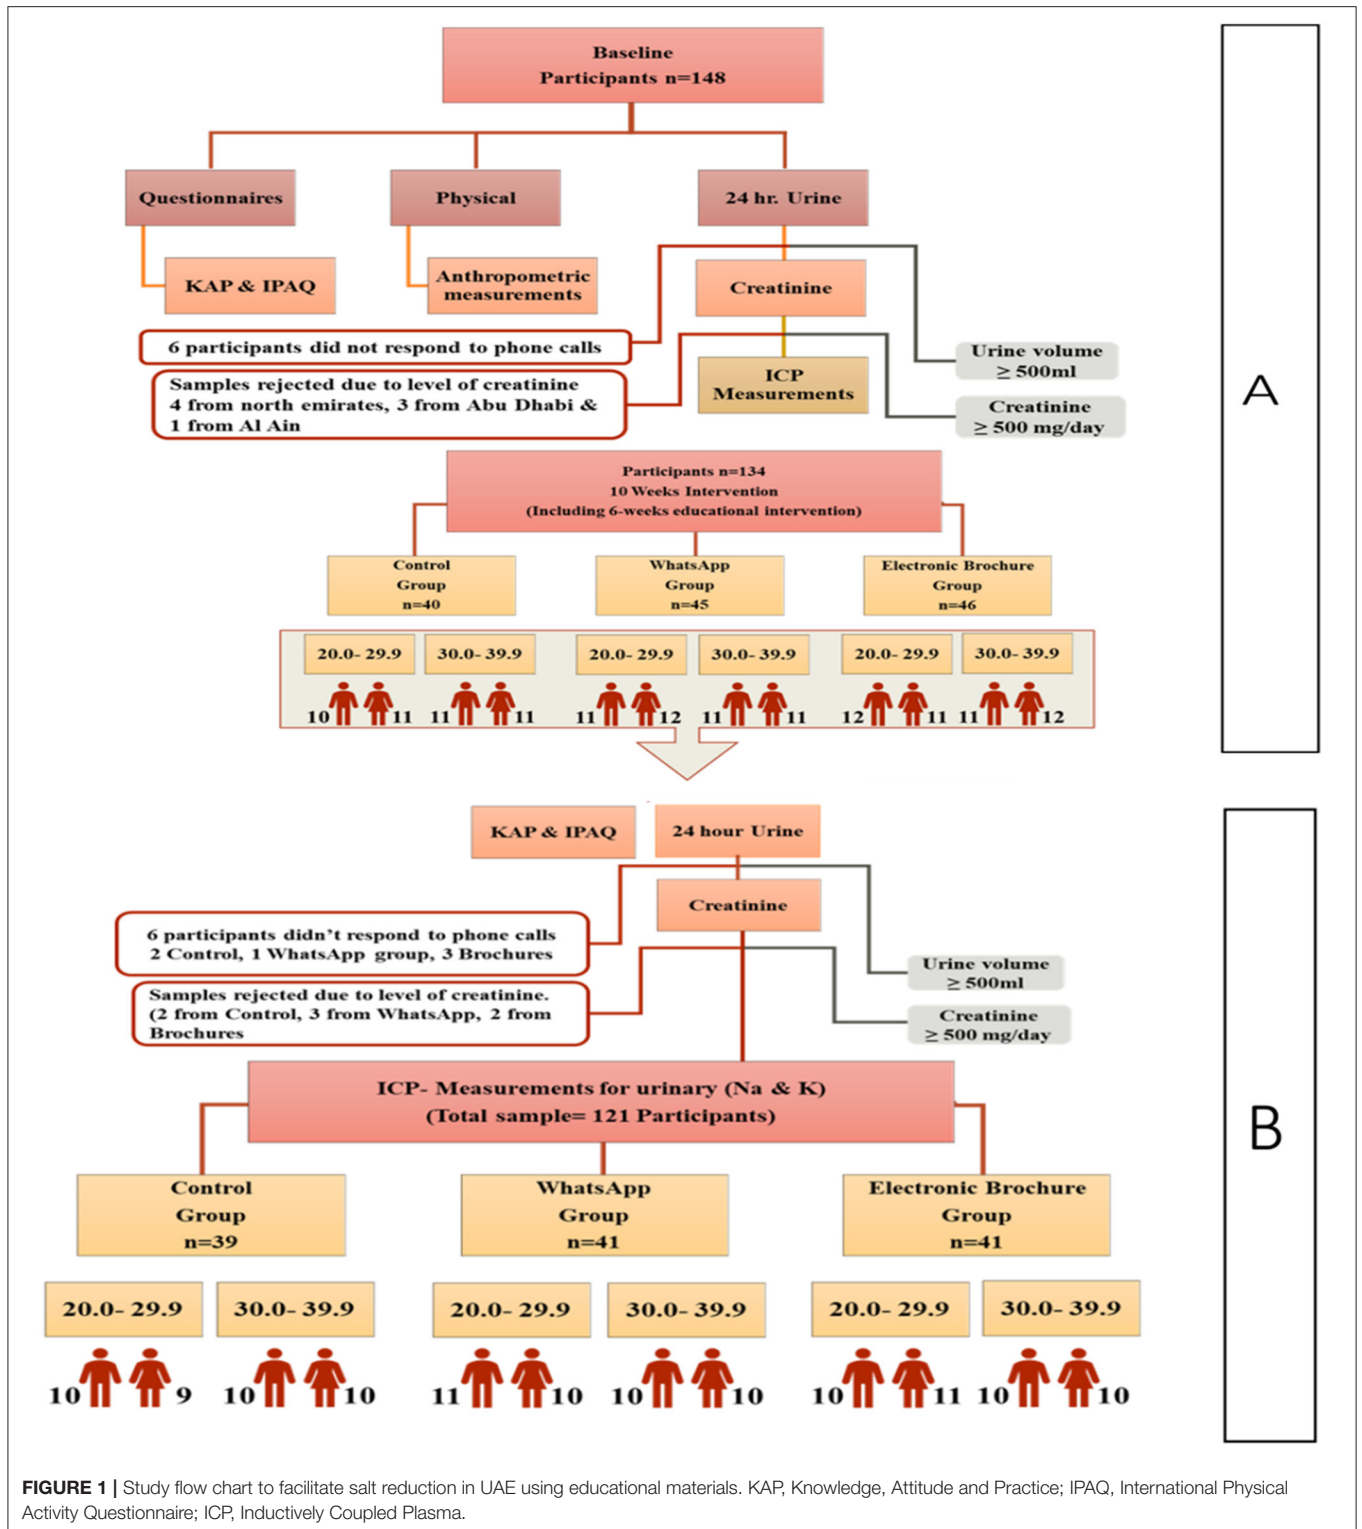 Baseline
Participants n=148
Questionnaires
Physical
24 hr. Urine
KAP & IPAQ
Anthropometric
measurements
Creatinine
6 participants did not respond to phone calls
Urine volume
≥ 500ml
Samples rejected due to level of creatinine
4 from north emirates, 3 from Abu Dhabi &
1 from Al Ain
ICP
Measurements
Creatinine
≥ 500 mg/day
A
Participants n=134
10 Weeks Intervention
(Including 6-weeks educational intervention)
Control
Group
n=40
WhatsApp
Group
n=45
Electronic Brochure
Group
n=46
20.0- 29.9
30.0- 39.9
20.0- 29.9
30.0- 39.9
20.0- 29.9
30.0- 39.9
10 11 11 11 11 12 11 11 12 11 11 12
KAP & IPAQ
24 hour Urine
Creatinine
6 participants didn't respond to phone calls
2 Control, 1 WhatsApp group, 3 Brochures
Urine volume
≥ 500ml
Samples rejected due to level of creatinine.
(2 from Control, 3 from WhatsApp, 2 from
Brochures
Creatinine
≥ 500 mg/day
B
ICP- Measurements for urinary (Na & K)
(Total sample= 121 Participants)
Control
Group
n=39
WhatsApp
Group
n=41
Electronic Brochure
Group
n=41
20.0- 29.9
30.0- 39.9
20.0- 29.9
30.0- 39.9
20.0- 29.9
30.0- 39.9
10 9 10 10 11 10 10 10 10 11 10 10
FIGURE 1 | Study flow chart to facilitate salt reduction in UAE using educational materials. KAP, Knowledge, Attitude and Practice; IPAQ, International Physical
Activity Questionnaire; ICP, Inductively Coupled Plasma.